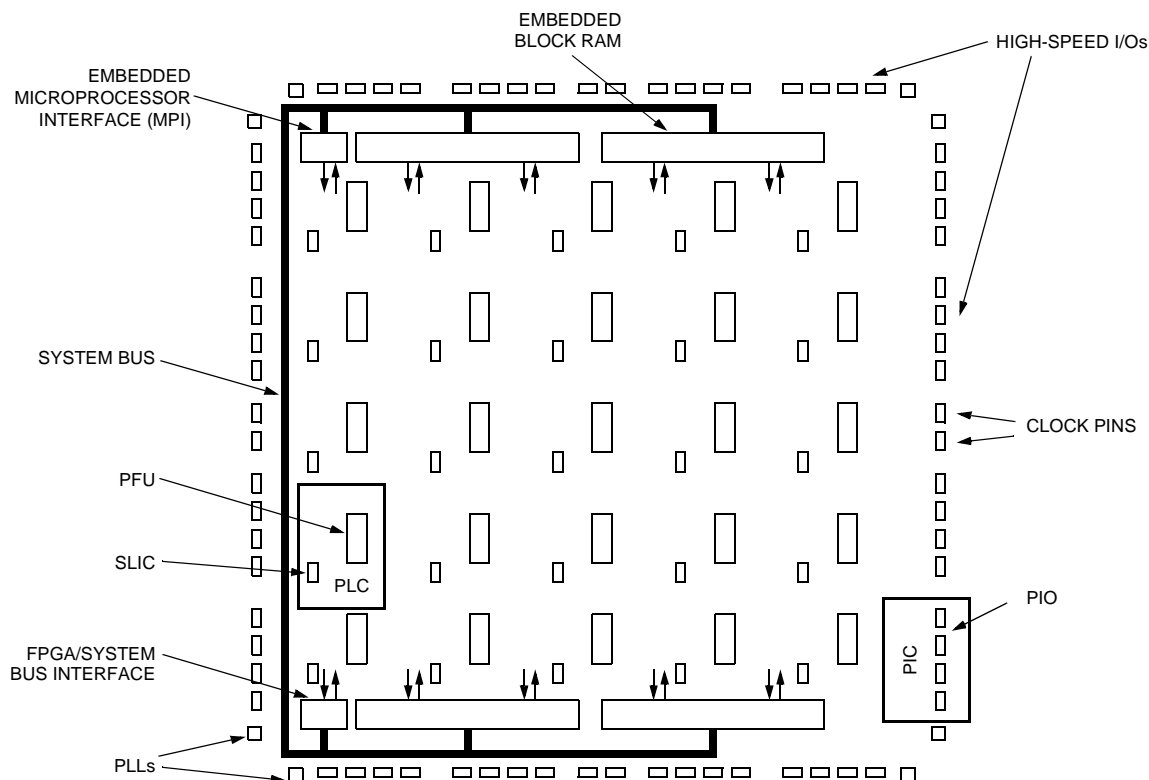 EMBEDDED
BLOCK RAM
HIGH-SPEED I/Os
EMBEDDED
MICROPROCESSOR
INTERFACE (MPI)
SYSTEM BUS
CLOCK PINS
PFU
SLIC
PLC
PIO
PIC
FPGA/SYSTEM
BUS INTERFACE
PLLs